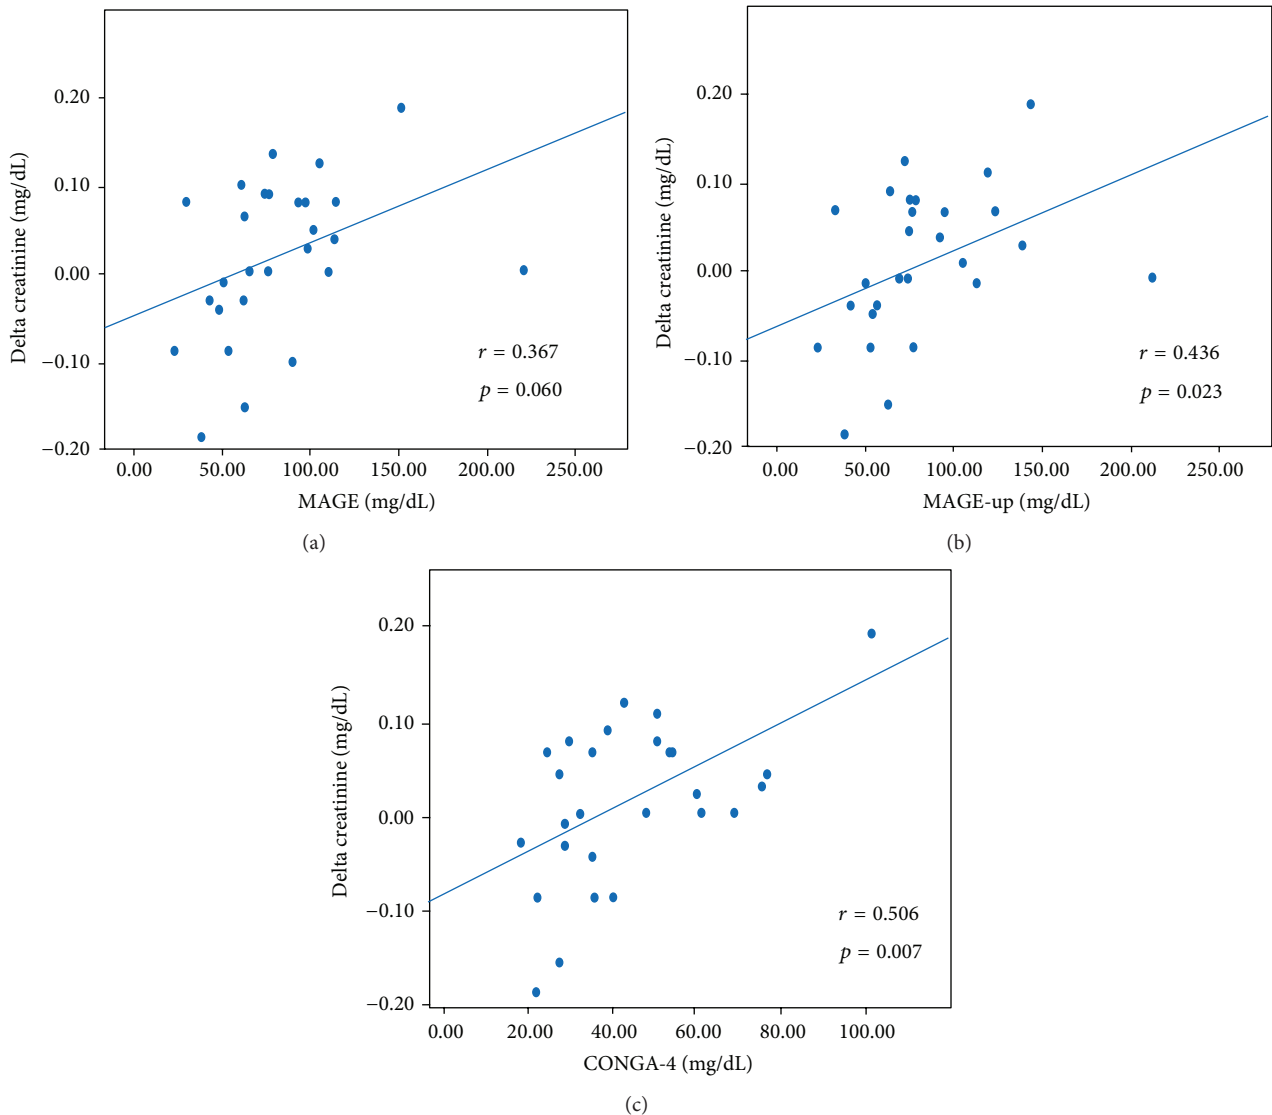 0.20
0.10
0.00
−0.10
−0.20
Delta creatinine (mg/dL)
r = 0.367
p = 0.060
0.00 50.00 100.00 150.00 200.00 250.00
MAGE (mg/dL)
(a)
0.20
0.10
0.00
−0.10
−0.20
Delta creatinine (mg/dL)
r = 0.436
p = 0.023
0.00 50.00 100.00 150.00 200.00 250.00
MAGE-up (mg/dL)
(b)
0.20
0.10
0.00
−0.10
−0.20
Delta creatinine (mg/dL)
r = 0.506
p = 0.007
0.00 20.00 40.00 60.00 80.00 100.00
CONGA-4 (mg/dL)
(c)